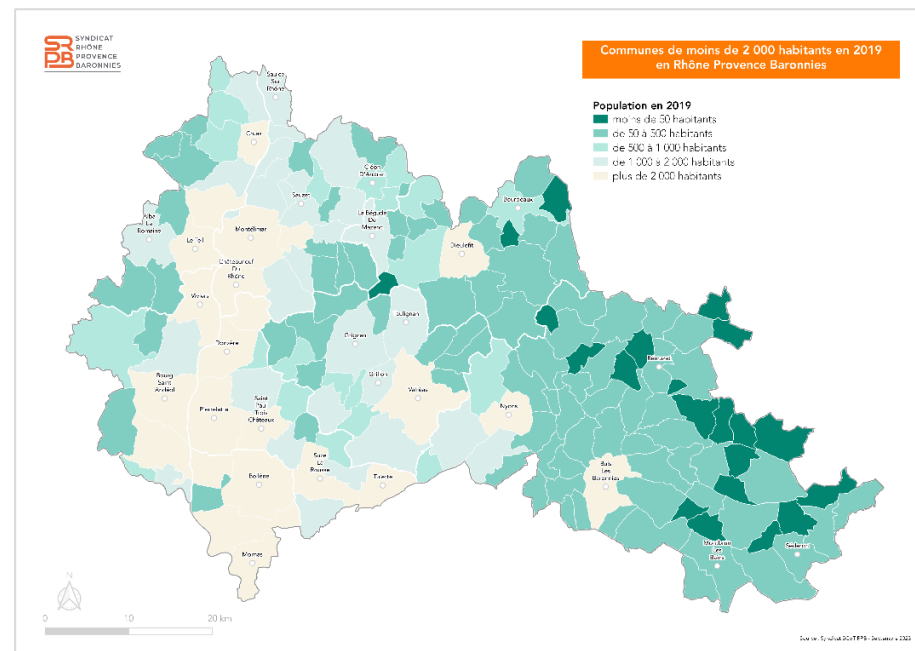 SYNDICAT
RHÔNE
PROVENCE
BARONNIES
Communes de moins de 2 000 habitants en 2019
en Rhône Provence Baronnies
Population en 2019
moins de 50 habitants
de 50 à 500 habitants
de 500 à 1 000 habitants
de 1 000 à 2 000 habitants
plus de 2 000 habitants
Saulce
Sur
Rhône
Cruas
Cléon
D'Andran
Bourdeaux
Sauzet
La Bégude
De
Mazenc
Alba
La
Romaine
Le Teil
Montélimar
Dieulefit
Châteauneuf
Du
Rhône
Viviers
Grignan
Donzère
Rémuzat
Bourg
Saint
Andéol
Grillon
Valréas
Pierrelatte
Saint
Paul
Trois
Châteaux
Nyons
Suze
La
Rousse
Tulette
Buis
Les
Baronnies
Bollène
Mornas
Montbrun
Les
Bains
Séderon
N
0 10 20 km